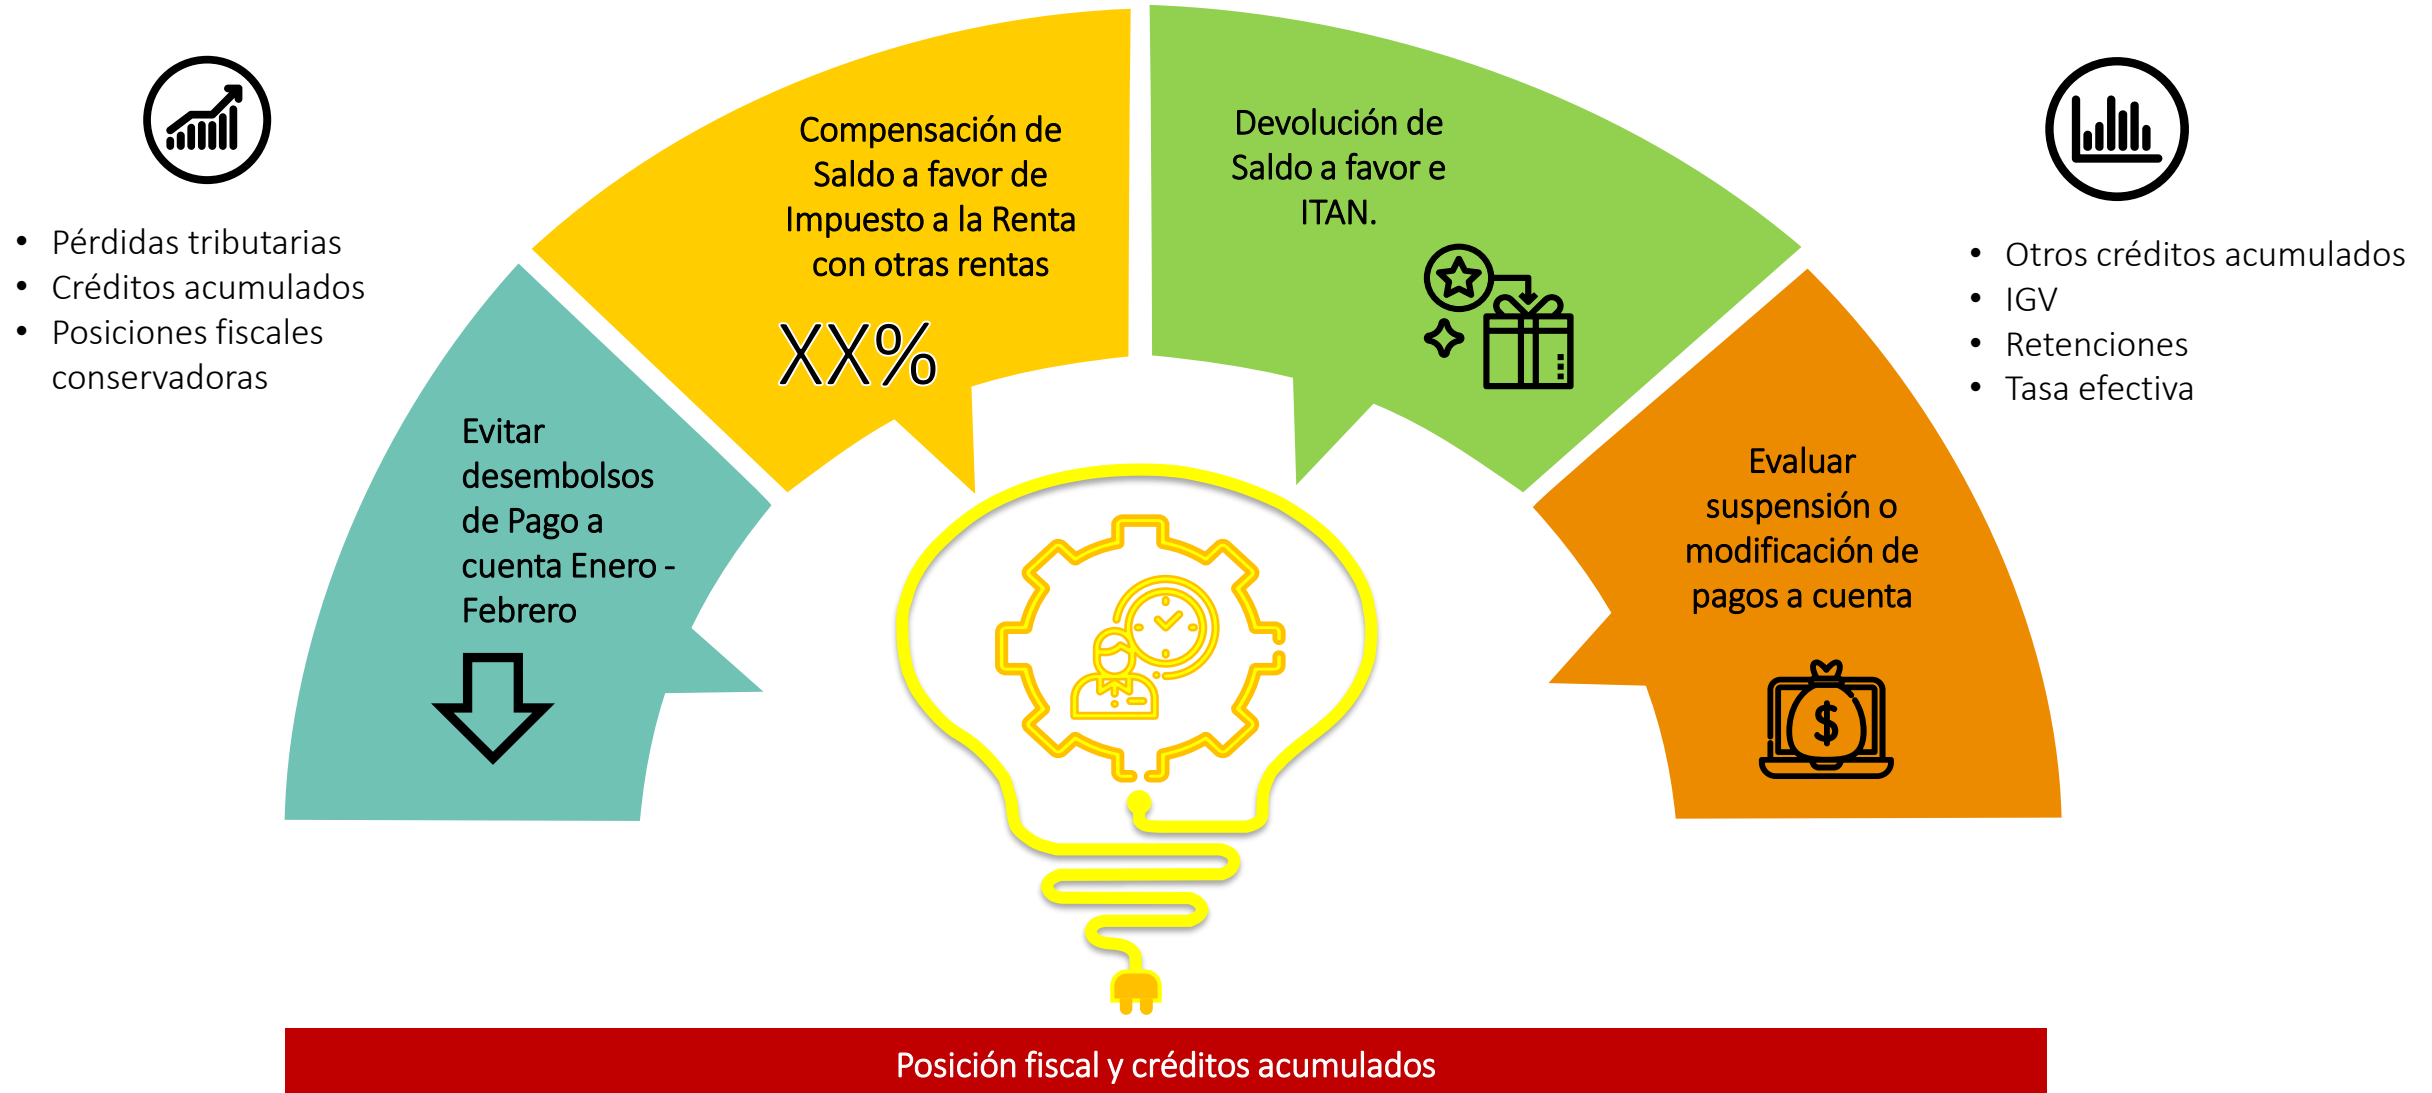 • Pérdidas tributarias
• Créditos acumulados
• Posiciones fiscales
conservadoras
Evitar
desembolsos
de Pago a
cuenta Enero -
Febrero
Compensación de
Saldo a favor de
Impuesto a la Renta
con otras rentas
XX%
Devolución de
Saldo a favor e
ITAN.
$
Evaluar
suspensión o
modificación de
pagos a cuenta
• Otros créditos acumulados
• IGV
• Retenciones
• Tasa efectiva
Posición fiscal y créditos acumulados